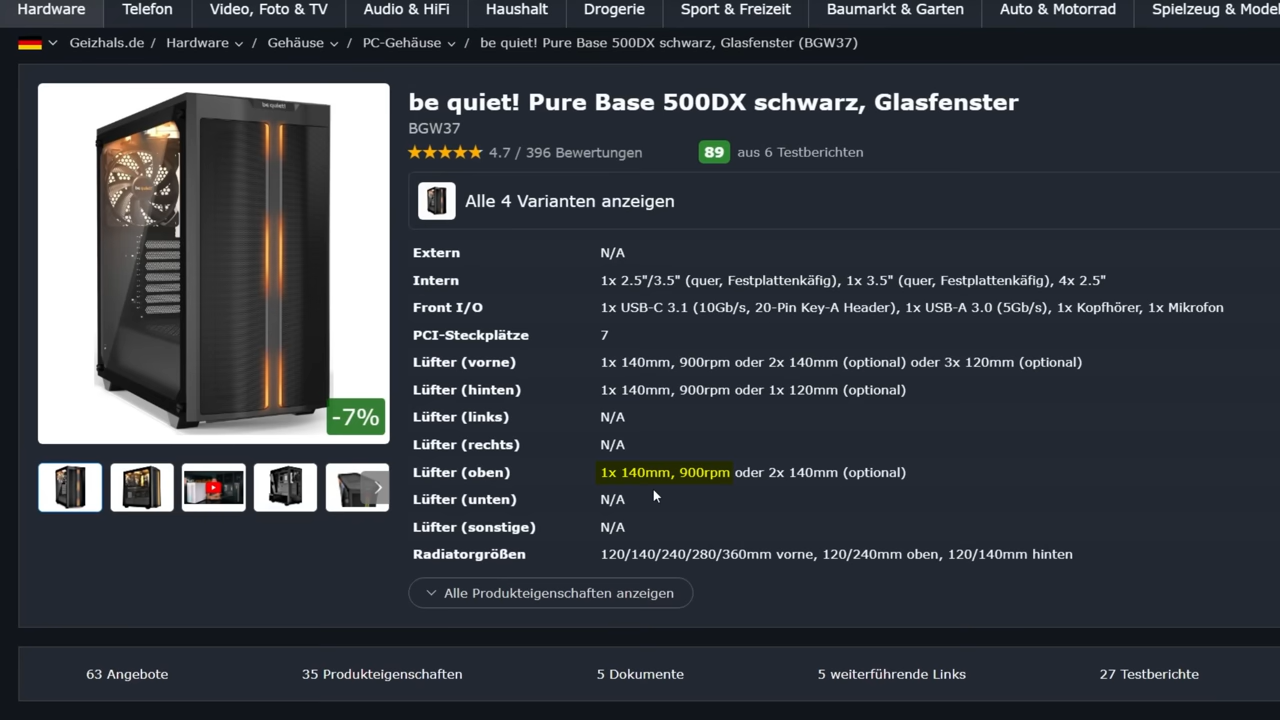 Hardware Telefon Video, Foto & TV Audio & HiFi Haushalt Drogerie Sport & Freizeit Baumarkt & Garten Auto & Motorrad Spielzeug & Model
Geizhals.de / Hardware / Gehäuse / PC-Gehäuse / be quiet! Pure Base 500DX schwarz, Glasfenster (BGW37)
be quiet!
-7%
be quiet! Pure Base 500DX schwarz, Glasfenster
BGW37
4.7 / 396 Bewertungen 89 aus 6 Testberichten
Alle 4 Varianten anzeigen
Extern N/A
Intern 1x 2.5"/3.5" (quer, Festplattenkäfig), 1x 3.5" (quer, Festplattenkäfig), 4x 2.5"
Front I/O 1x USB-C 3.1 (10Gb/s, 20-Pin Key-A Header), 1x USB-A 3.0 (5Gb/s), 1x Kopfhörer, 1x Mikrofon
PCI-Steckplätze 7
Lüfter (vorne) 1x 140mm, 900rpm oder 2x 140mm (optional) oder 3x 120mm (optional)
Lüfter (hinten) 1x 140mm, 900rpm oder 1x 120mm (optional)
Lüfter (links) N/A
Lüfter (rechts) N/A
Lüfter (oben) 1x 140mm, 900rpm oder 2x 140mm (optional)
Lüfter (unten) N/A
Lüfter (sonstige) N/A
Radiatorgrößen 120/140/240/280/360mm vorne, 120/240mm oben, 120/140mm hinten
Alle Produkteigenschaften anzeigen
63 Angebote 35 Produkteigenschaften 5 Dokumente 5 weiterführende Links 27 Testberichte